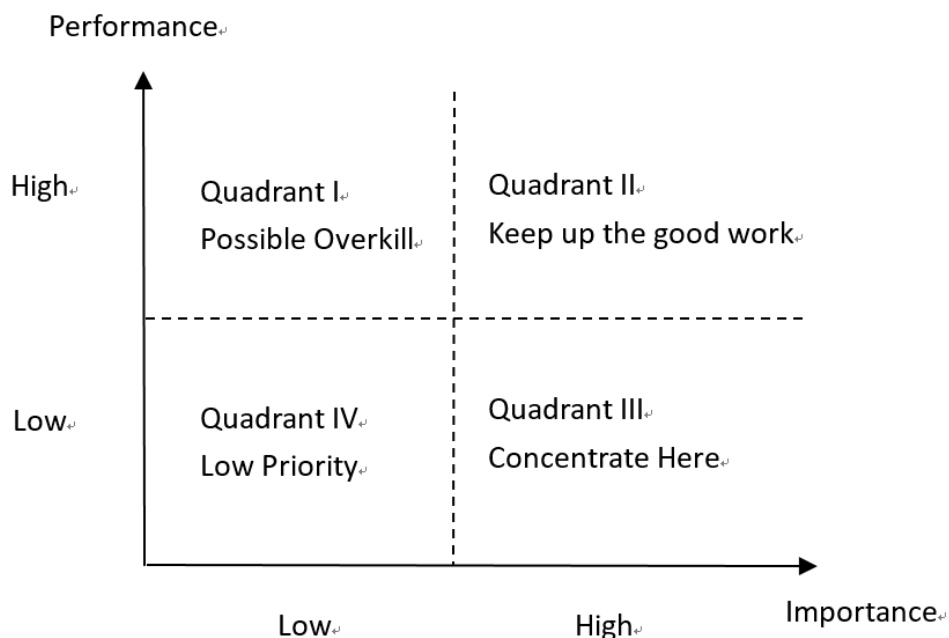 Performance
High
Quadrant I
Possible Overkill
Quadrant II
Keep up the good work
Low
Quadrant IV
Low Priority
Quadrant III
Concentrate Here
Low
High
Importance